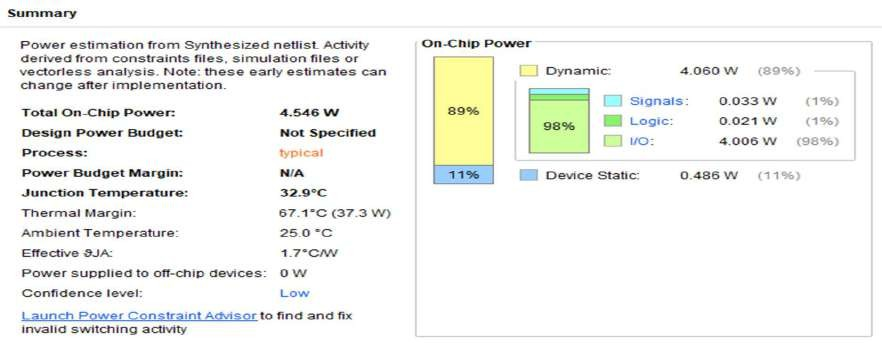 Summary
Power estimation from Synthesized netlist. Activity
derived from constraints files, simulation files or
vectorless analysis. Note: these early estimates can
change after implementation.
Total On-Chip Power: 4.546 W
Design Power Budget: Not Specified
Process: typical
Power Budget Margin: N/A
Junction Temperature: 32.9°C
Thermal Margin: 67.1°C (37.3 W)
Ambient Temperature: 25.0 °C
Effective ϑJA: 1.7°C/W
Power supplied to off-chip devices: 0 W
Confidence level: Low
Launch Power Constraint Advisor to find and fix
invalid switching activity
On-Chip Power
89%
11%
Dynamic: 4.060 W (89%)
98%
Signals: 0.033 W (1%)
Logic: 0.021 W (1%)
I/O: 4.006 W (98%)
Device Static: 0.486 W (11%)